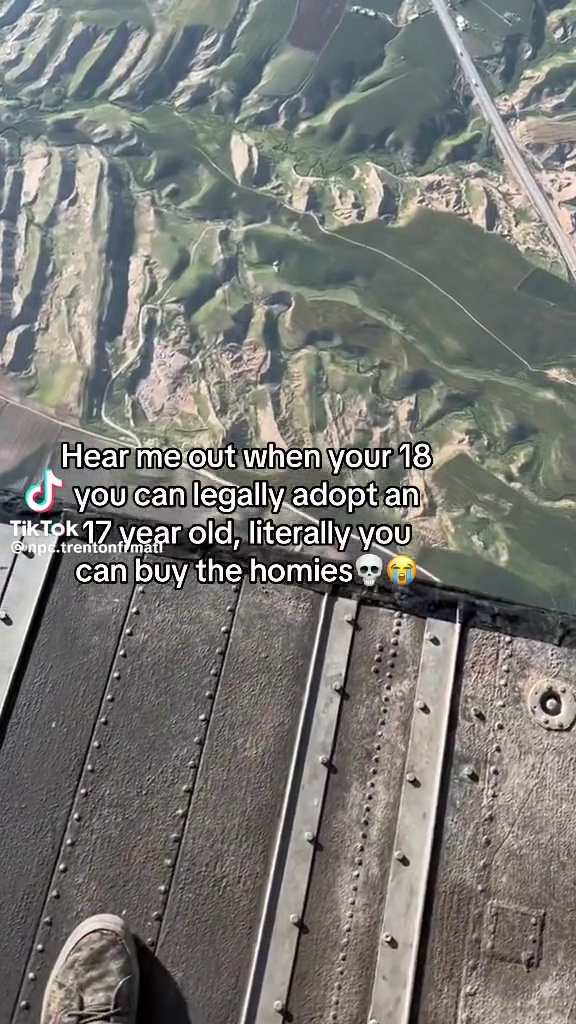 Hear me out when your 18
you can legally adopt an
17 year old, literally you
can buy the homies💀😭
TikTok